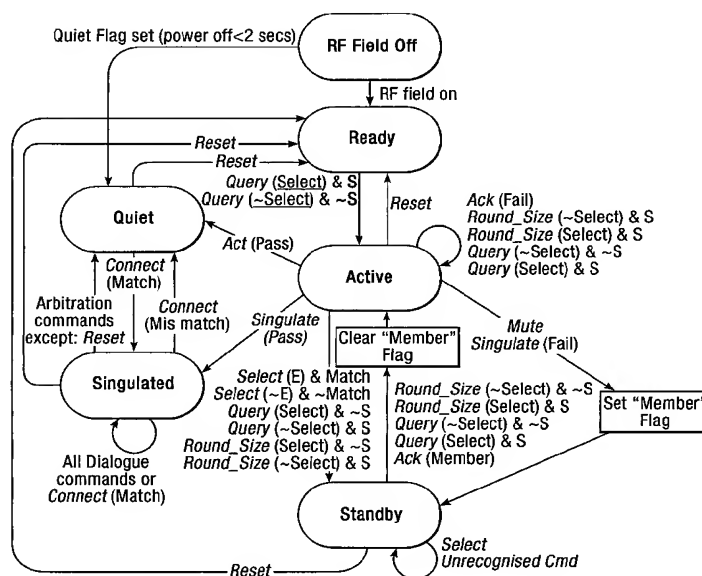 Quiet Flag set (power off<2 secs)
RF Field Off
RF field on
Reset
Ready
Reset
Query (Select) & S
Query (~Select) & ~S
Reset
Quiet
Act (Pass)
Ack (Fail)
Round_Size (~Select) & S
Round_Size (Select) & S
Query (~Select) & ~S
Query (Select) & S
Active
Connect
(Match)
Arbitration
commands
except: Reset
Connect
(Mis match)
Singulate
(Pass)
Clear "Member"
Flag
Mute
Singulate (Fail)
Singulated
Select (E) & Match
Select (~E) & ~Match
Query (Select) & ~S
Query (~Select) & S
Round_Size (Select) & ~S
Round_Size (~Select) & S
Round_Size (~Select) & ~S
Round_Size (Select) & S
Query (~Select) & ~S
Query (Select) & S
Ack (Member)
Set "Member"
Flag
All Dialogue
commands or
Connect (Match)
Standby
Select
Unrecognised Cmd
Reset